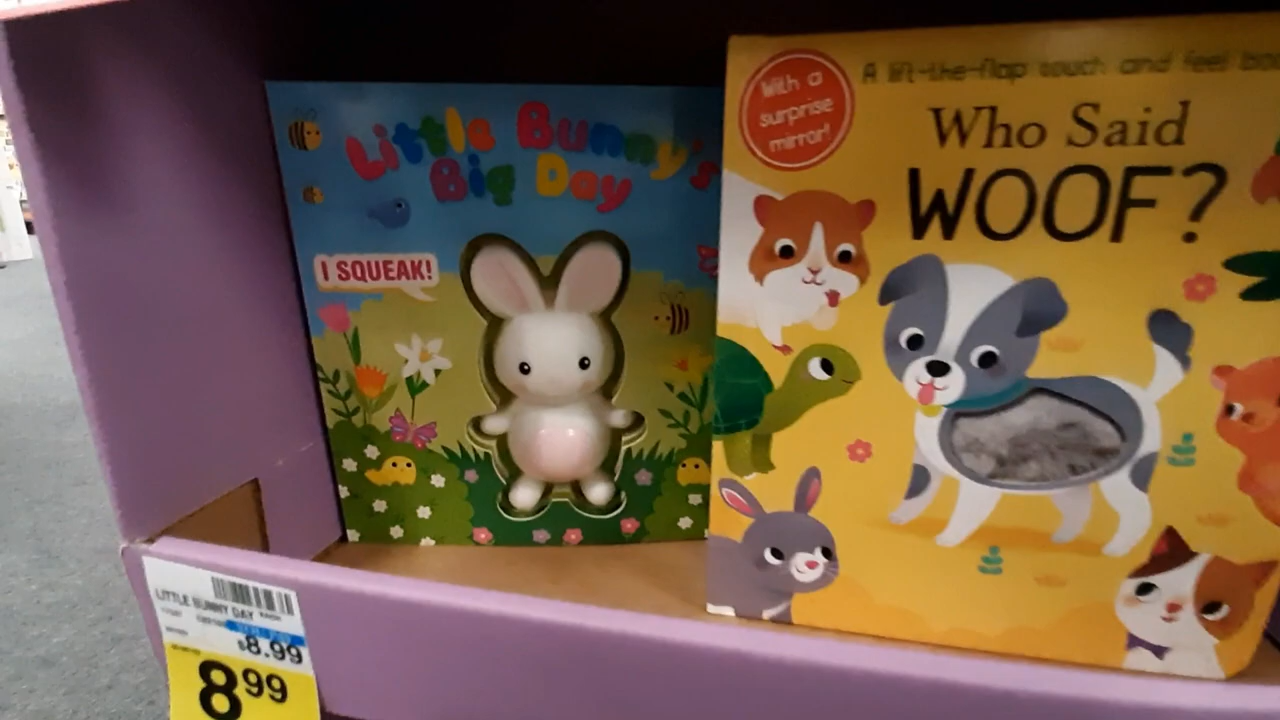 Little Bunny's
Big Day
I SQUEAK!
With a
surprise
mirror!
A lift-the-flap touch and feel
Who Said
WOOF?
LITTLE BUNNY DAY
$8.99
8 99